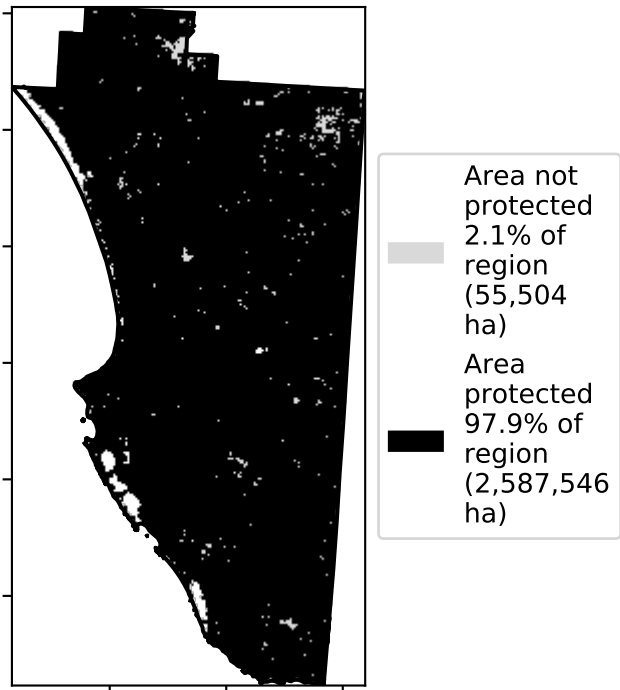 Area not
protected
2.1% of
region
(55,504
ha)
Area
protected
97.9% of
region
(2,587,546
ha)